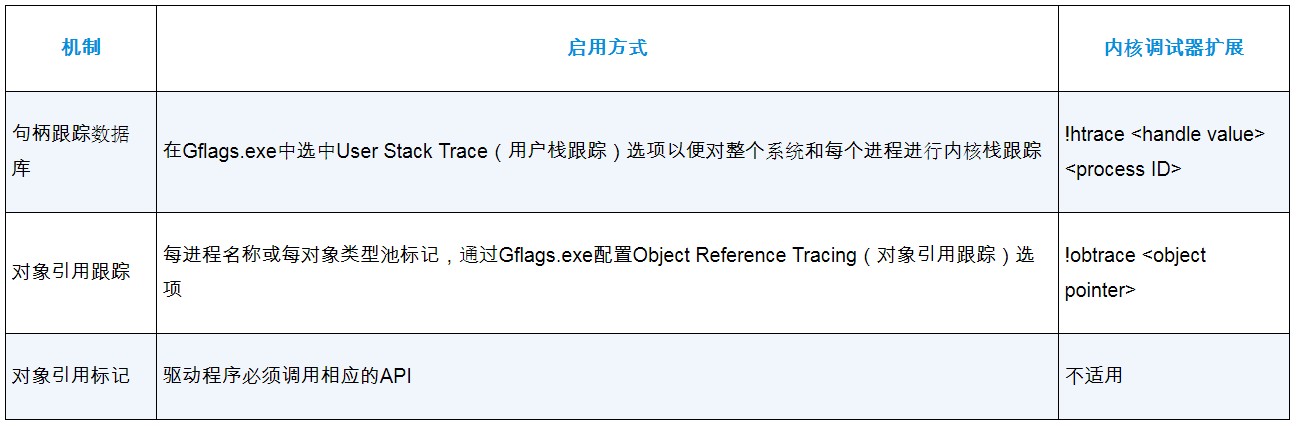 机制
启用方式
内核调试器扩展
句柄跟踪数据
库
在Gflags.exe中选中User Stack Trace（用户栈跟踪）选项以便对整个系统和每个进程进行内核栈跟踪
!htrace <handle value>
<process ID>
对象引用跟踪
每进程名称或每对象类型池标记，通过Gflags.exe配置Object Reference Tracing（对象引用跟踪）选
项
!obtrace <object
pointer>
对象引用标记
驱动程序必须调用相应的API
不适用